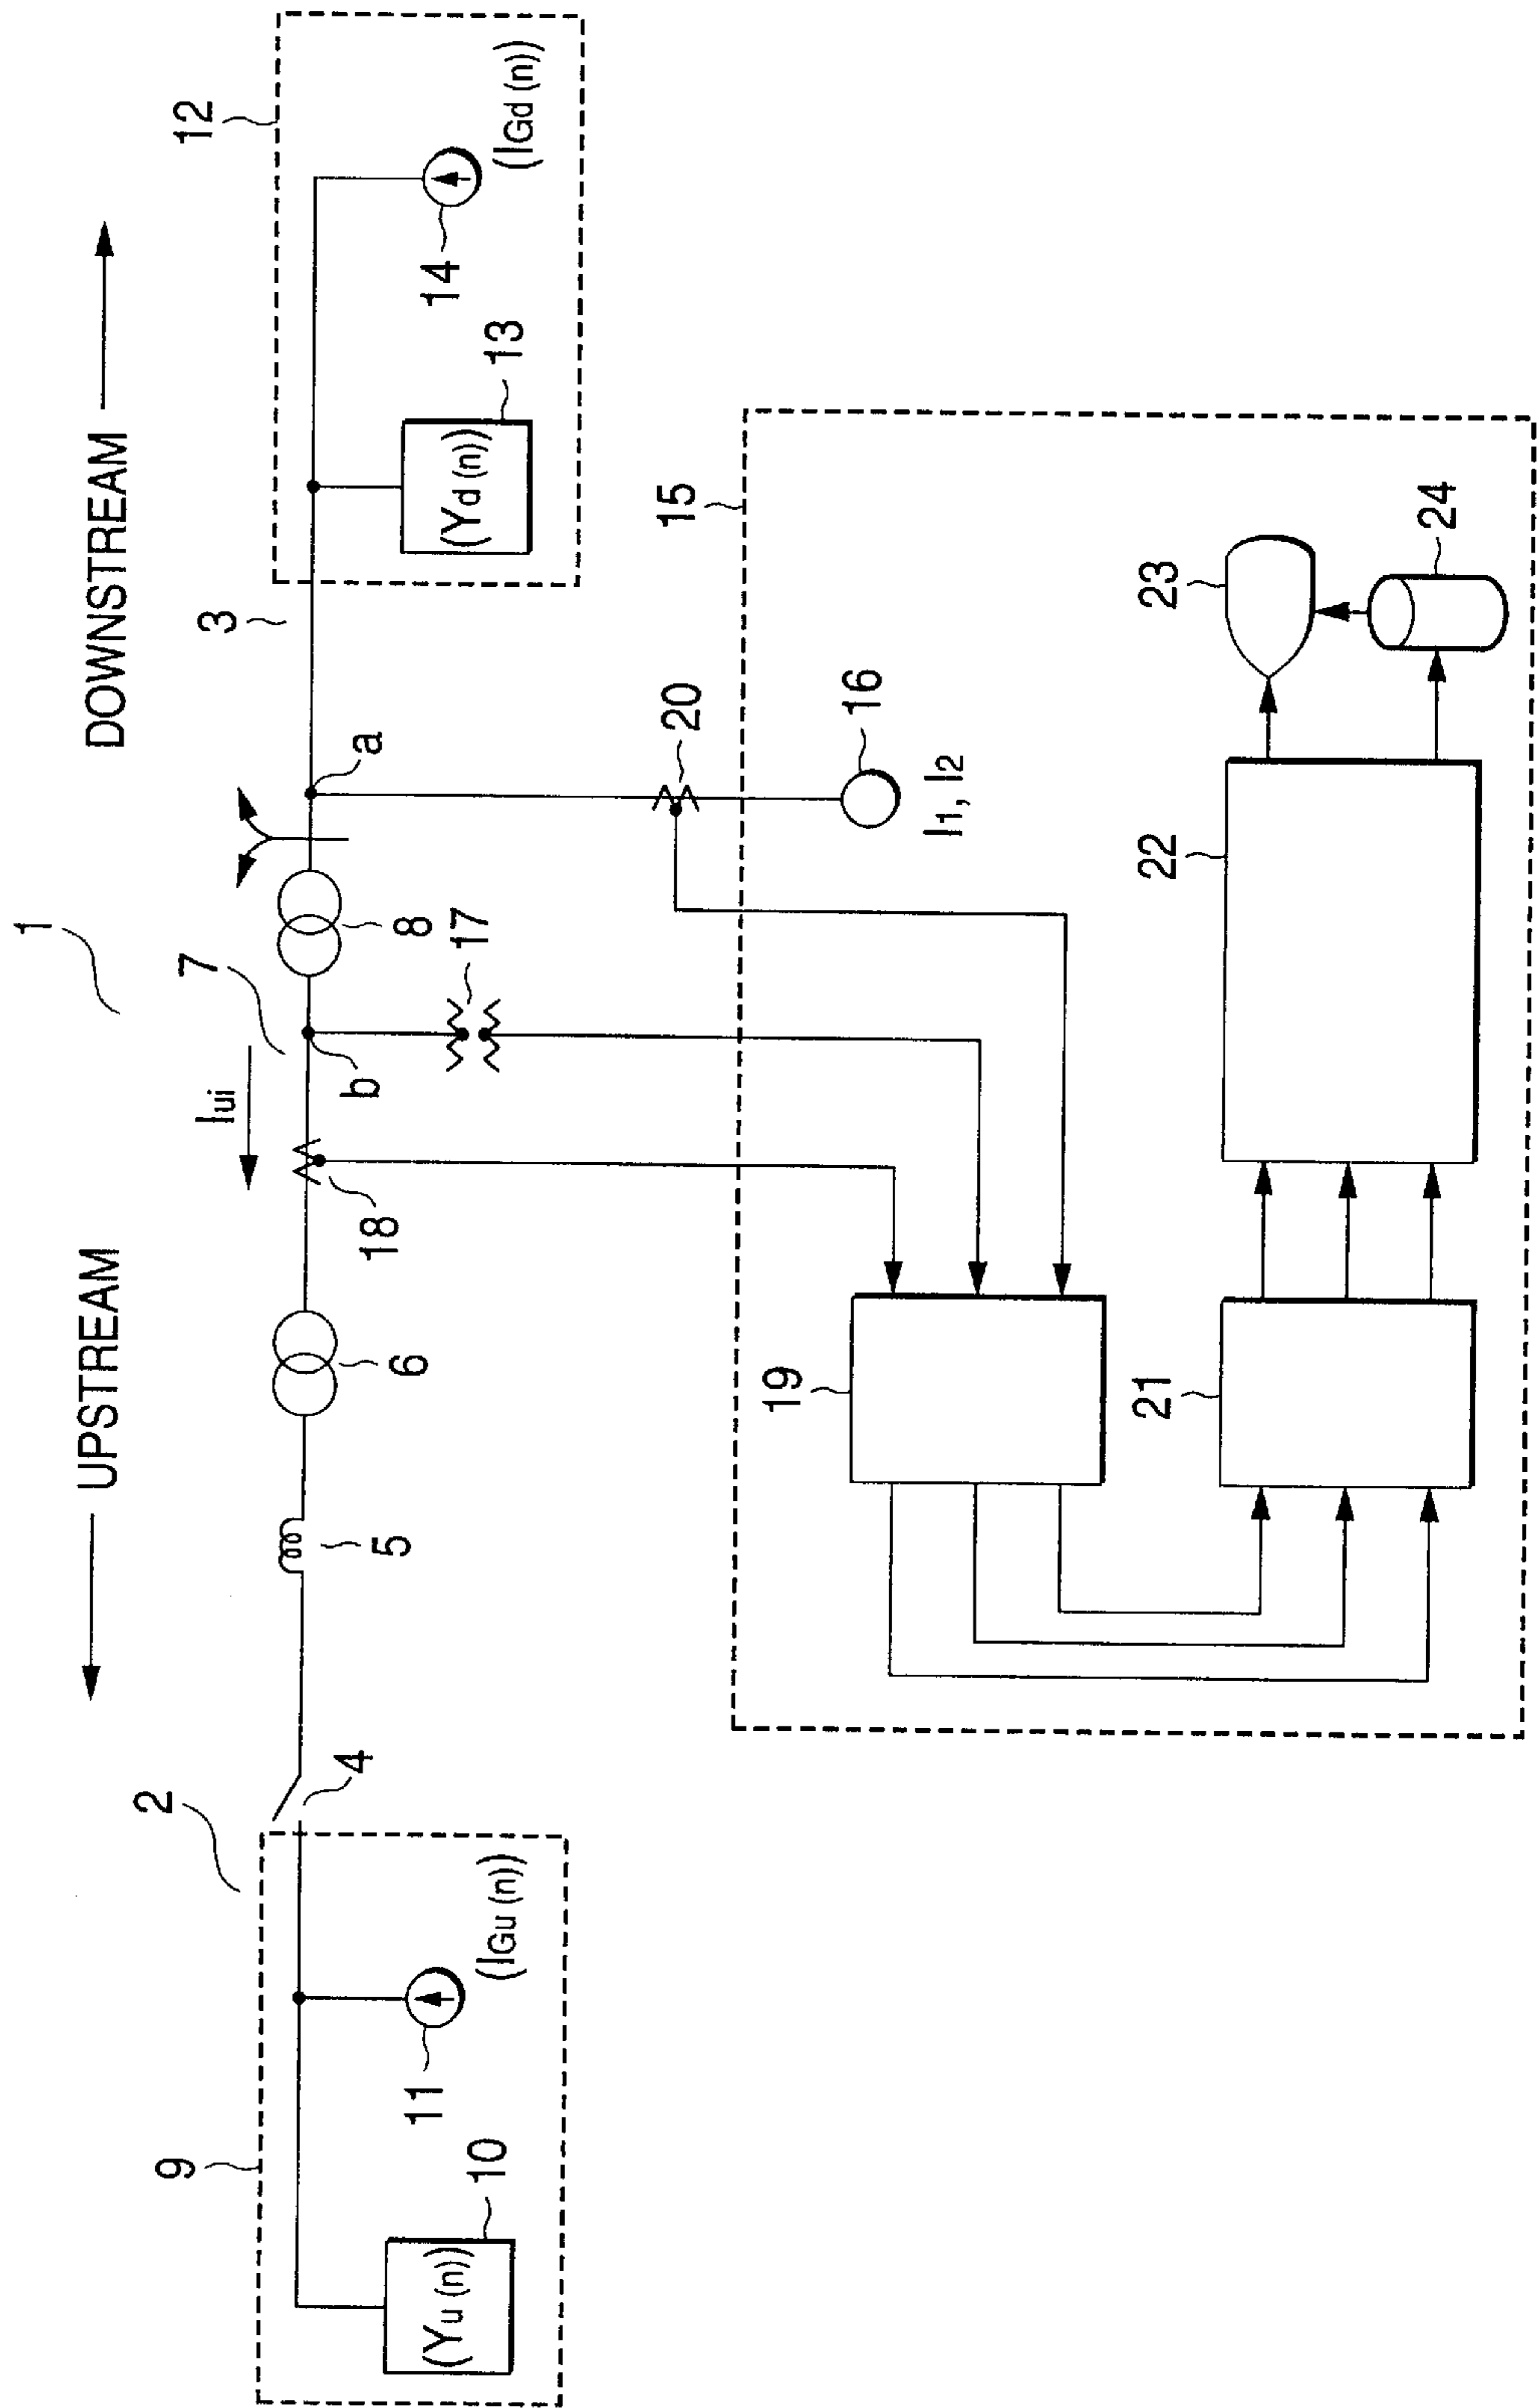 1
UPSTREAM
DOWNSTREAM
2
Iui
7
3
12
9
4
5
6
18
b
8
a
17
20
(Yu (n))
10
11
(IGu (n))
(Yd (n))
13
14
(IGd (n))
15
16
I1, I2
19
21
22
23
24